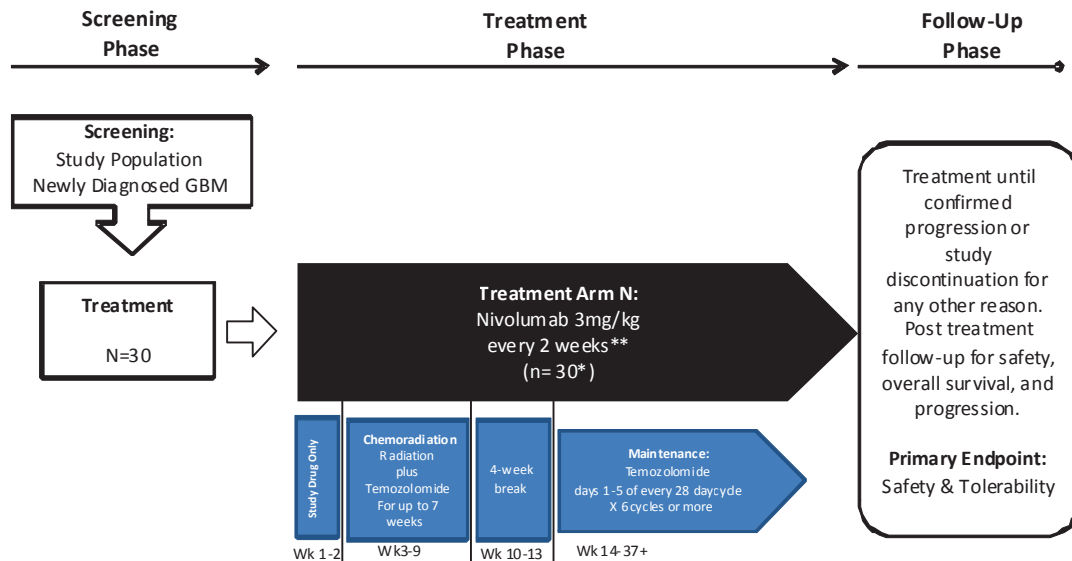 Screening
Phase
Treatment
Phase
Follow-Up
Phase
Screening:
Study Population
Newly Diagnosed GBM
Treatment
N=30
Treatment Arm N:
Nivolumab 3mg/kg
every 2 weeks**
(n= 30*)
Study Drug Only
Chemoradiation
Radiation
plus
Temozolomide
For up to 7
weeks
4-week
break
Maintenance:
Temozolomide
days 1-5 of every 28 daycycle
X 6cycles or more
Wk 1-2
Wk3-9
Wk 10-13
Wk 14-37+
Treatment until
confirmed
progression or
study
discontinuation for
any other reason.
Post treatment
follow-up for safety,
overall survival, and
progression.
Primary Endpoint:
Safety & Tolerability